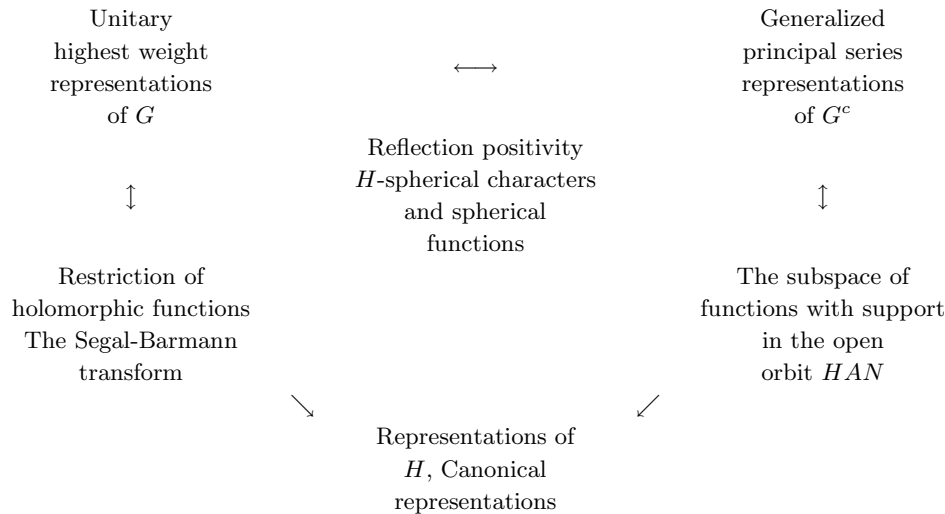 Unitary
highest weight
representations
of G
⟷
Generalized
principal series
representations
of G^c
Reflection positivity
H-spherical characters
and spherical
functions
↕
↕
Restriction of
holomorphic functions
The Segal-Barmann
transform
The subspace of
functions with support
in the open
orbit HAN
↘
↙
Representations of
H, Canonical
representations